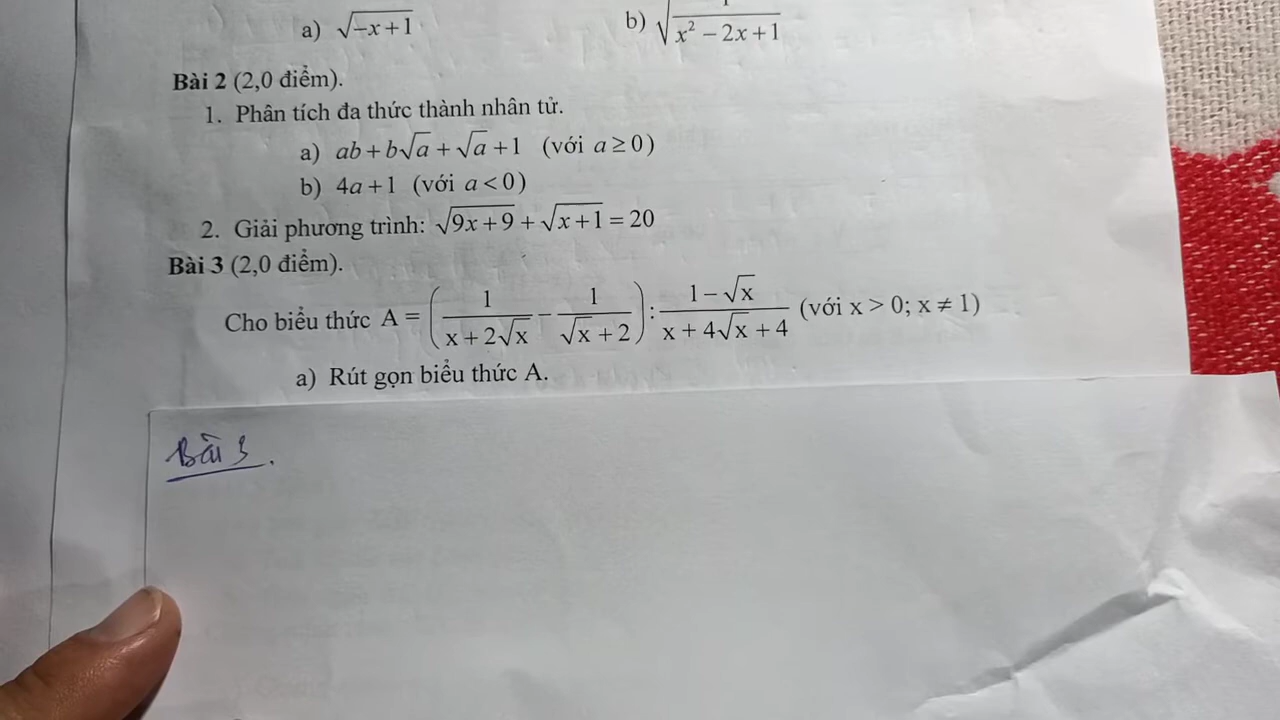 a) √(-x+1) b) √(1/(x² − 2x+1))
Bài 2 (2,0 điểm).
1. Phân tích đa thức thành nhân tử.
a) ab+b√a+√a+1 (với a≥0)
b) 4a+1 (với a<0)
2. Giải phương trình: √(9x+9)+√(x+1)=20
Bài 3 (2,0 điểm).
Cho biểu thức A = (1/(x+2√x) − 1/(√x+2)) : (1−√x)/(x+4√x+4) (với x > 0; x ≠ 1)
a) Rút gọn biểu thức A.
Bài 3.